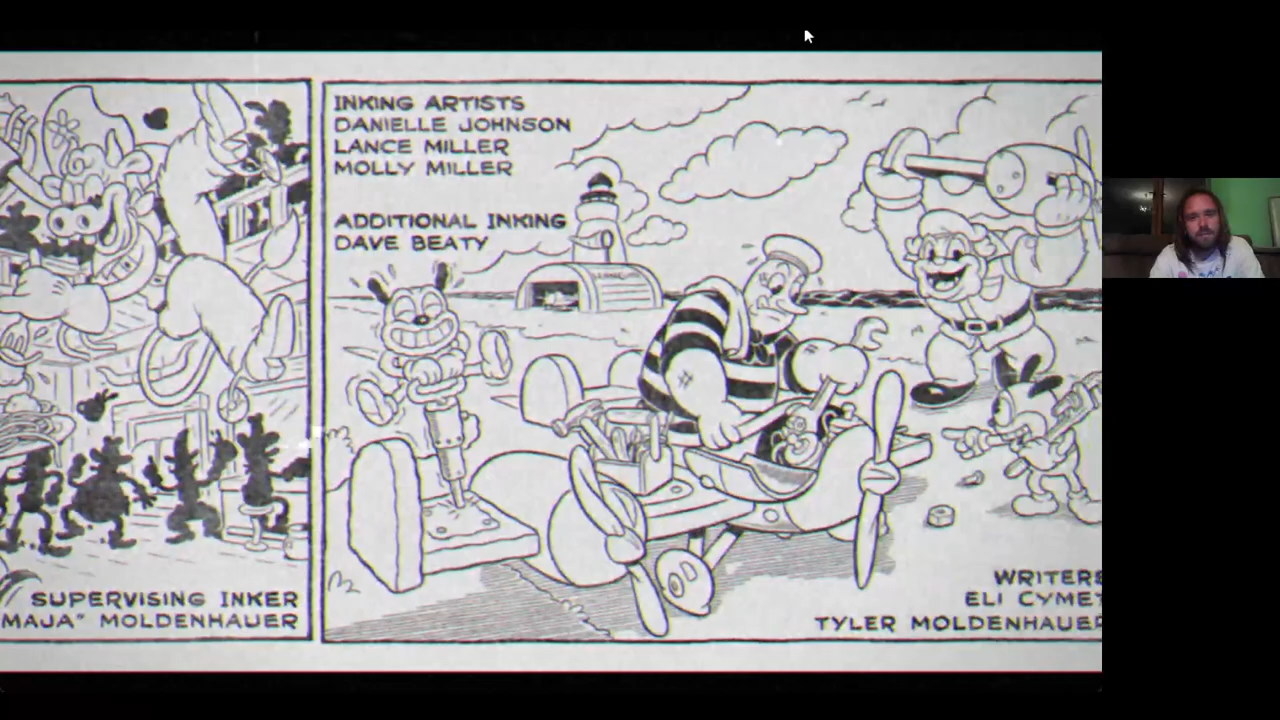 SUPERVISING INKER
MAJA" MOLDENHAUER
INKING ARTISTS
DANIELLE JOHNSON
LANCE MILLER
MOLLY MILLER
ADDITIONAL INKING
DAVE BEATY
WRITERS
ELI CYMET
TYLER MOLDENHAUER